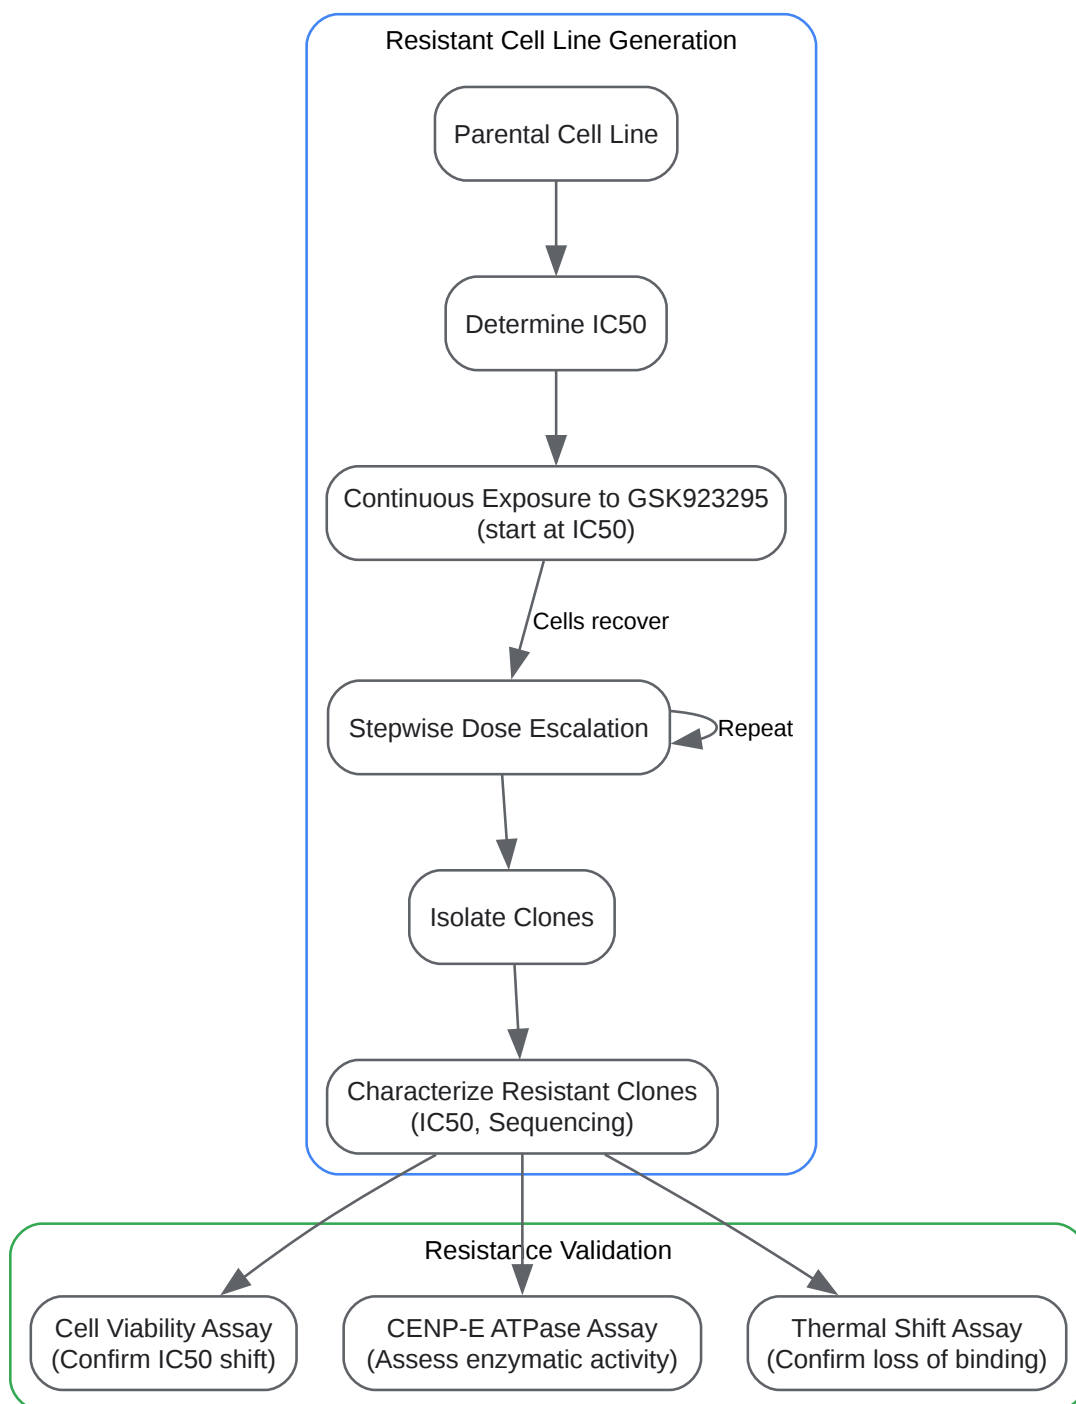 Resistant Cell Line Generation
Parental Cell Line
Determine IC50
Continuous Exposure to GSK923295
(start at IC50)
Cells recover
Stepwise Dose Escalation
Repeat
Isolate Clones
Characterize Resistant Clones
(IC50, Sequencing)
Resistance Validation
Cell Viability Assay
(Confirm IC50 shift)
CENP-E ATPase Assay
(Assess enzymatic activity)
Thermal Shift Assay
(Confirm loss of binding)